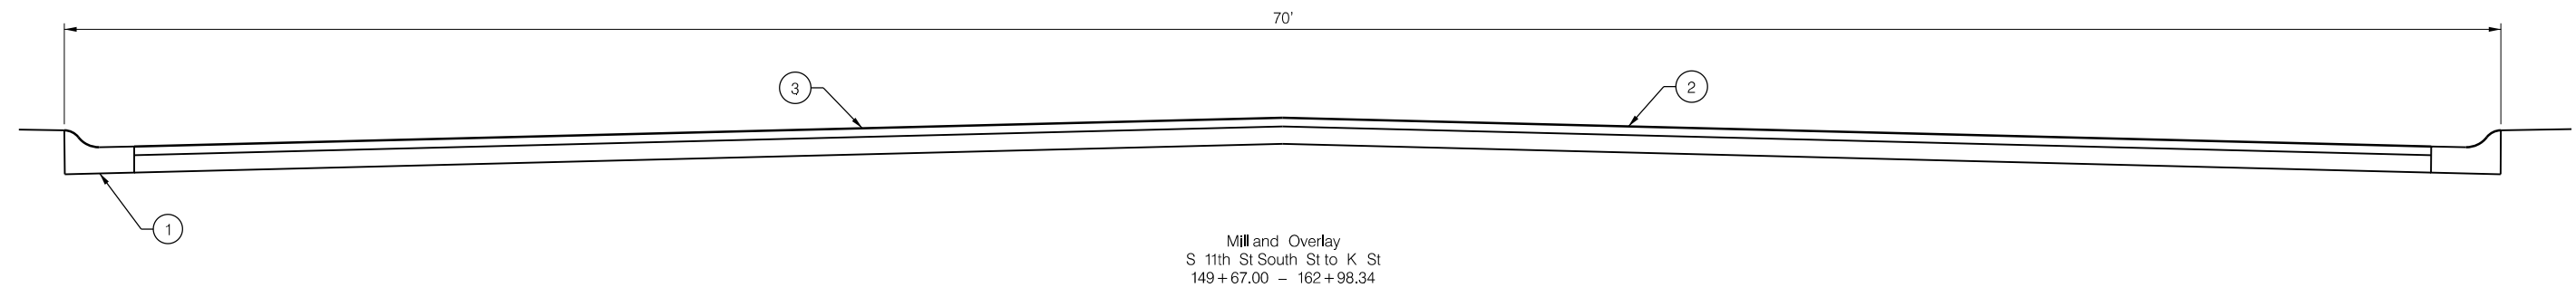 70'
3
2
1
Mill and Overlay
S 11th St South St to K St
149+67.00 – 162+98.34